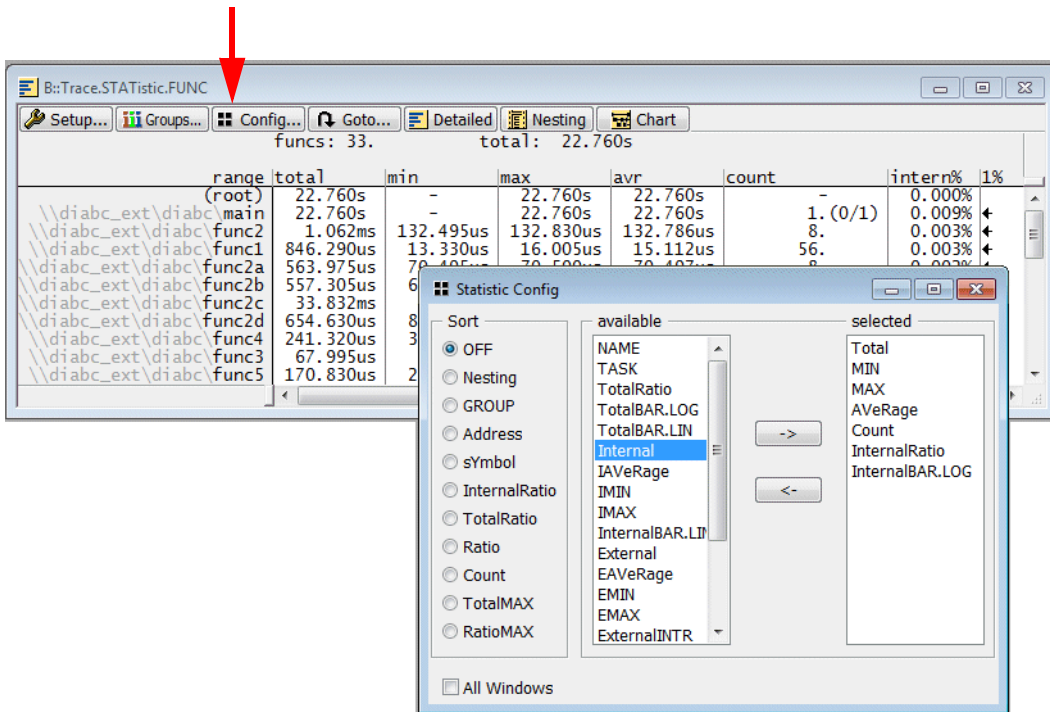 B::Trace.STATistic.FUNC
Setup... Groups... Config... Goto... Detailed Nesting Chart
funcs: 33. total: 22.760s
range total min max avr count intern% 1%
(root) 22.760s - 22.760s 22.760s - 0.000%
\\diabc_ext\diabc\main 22.760s - 22.760s 22.760s 1.(0/1) 0.009%
\\diabc_ext\diabc\func2 1.062ms 132.495us 132.830us 132.786us 8. 0.003%
\\diabc_ext\diabc\func1 846.290us 13.330us 16.005us 15.112us 56. 0.003%
\\diabc_ext\diabc\func2a 563.975us
\\diabc_ext\diabc\func2b 557.305us 6
\\diabc_ext\diabc\func2c 33.832ms
\\diabc_ext\diabc\func2d 654.630us 8
\\diabc_ext\diabc\func4 241.320us 3
\\diabc_ext\diabc\func3 67.995us
\\diabc_ext\diabc\func5 170.830us 2
Statistic Config
Sort
OFF
Nesting
GROUP
Address
sYmbol
InternalRatio
TotalRatio
Ratio
Count
TotalMAX
RatioMAX
available
NAME
TASK
TotalRatio
TotalBAR.LOG
TotalBAR.LIN
Internal
IAVeRage
IMIN
IMAX
InternalBAR.LIN
External
EAVeRage
EMIN
EMAX
ExternalINTR
->
<-
selected
Total
MIN
MAX
AVeRage
Count
InternalRatio
InternalBAR.LOG
All Windows